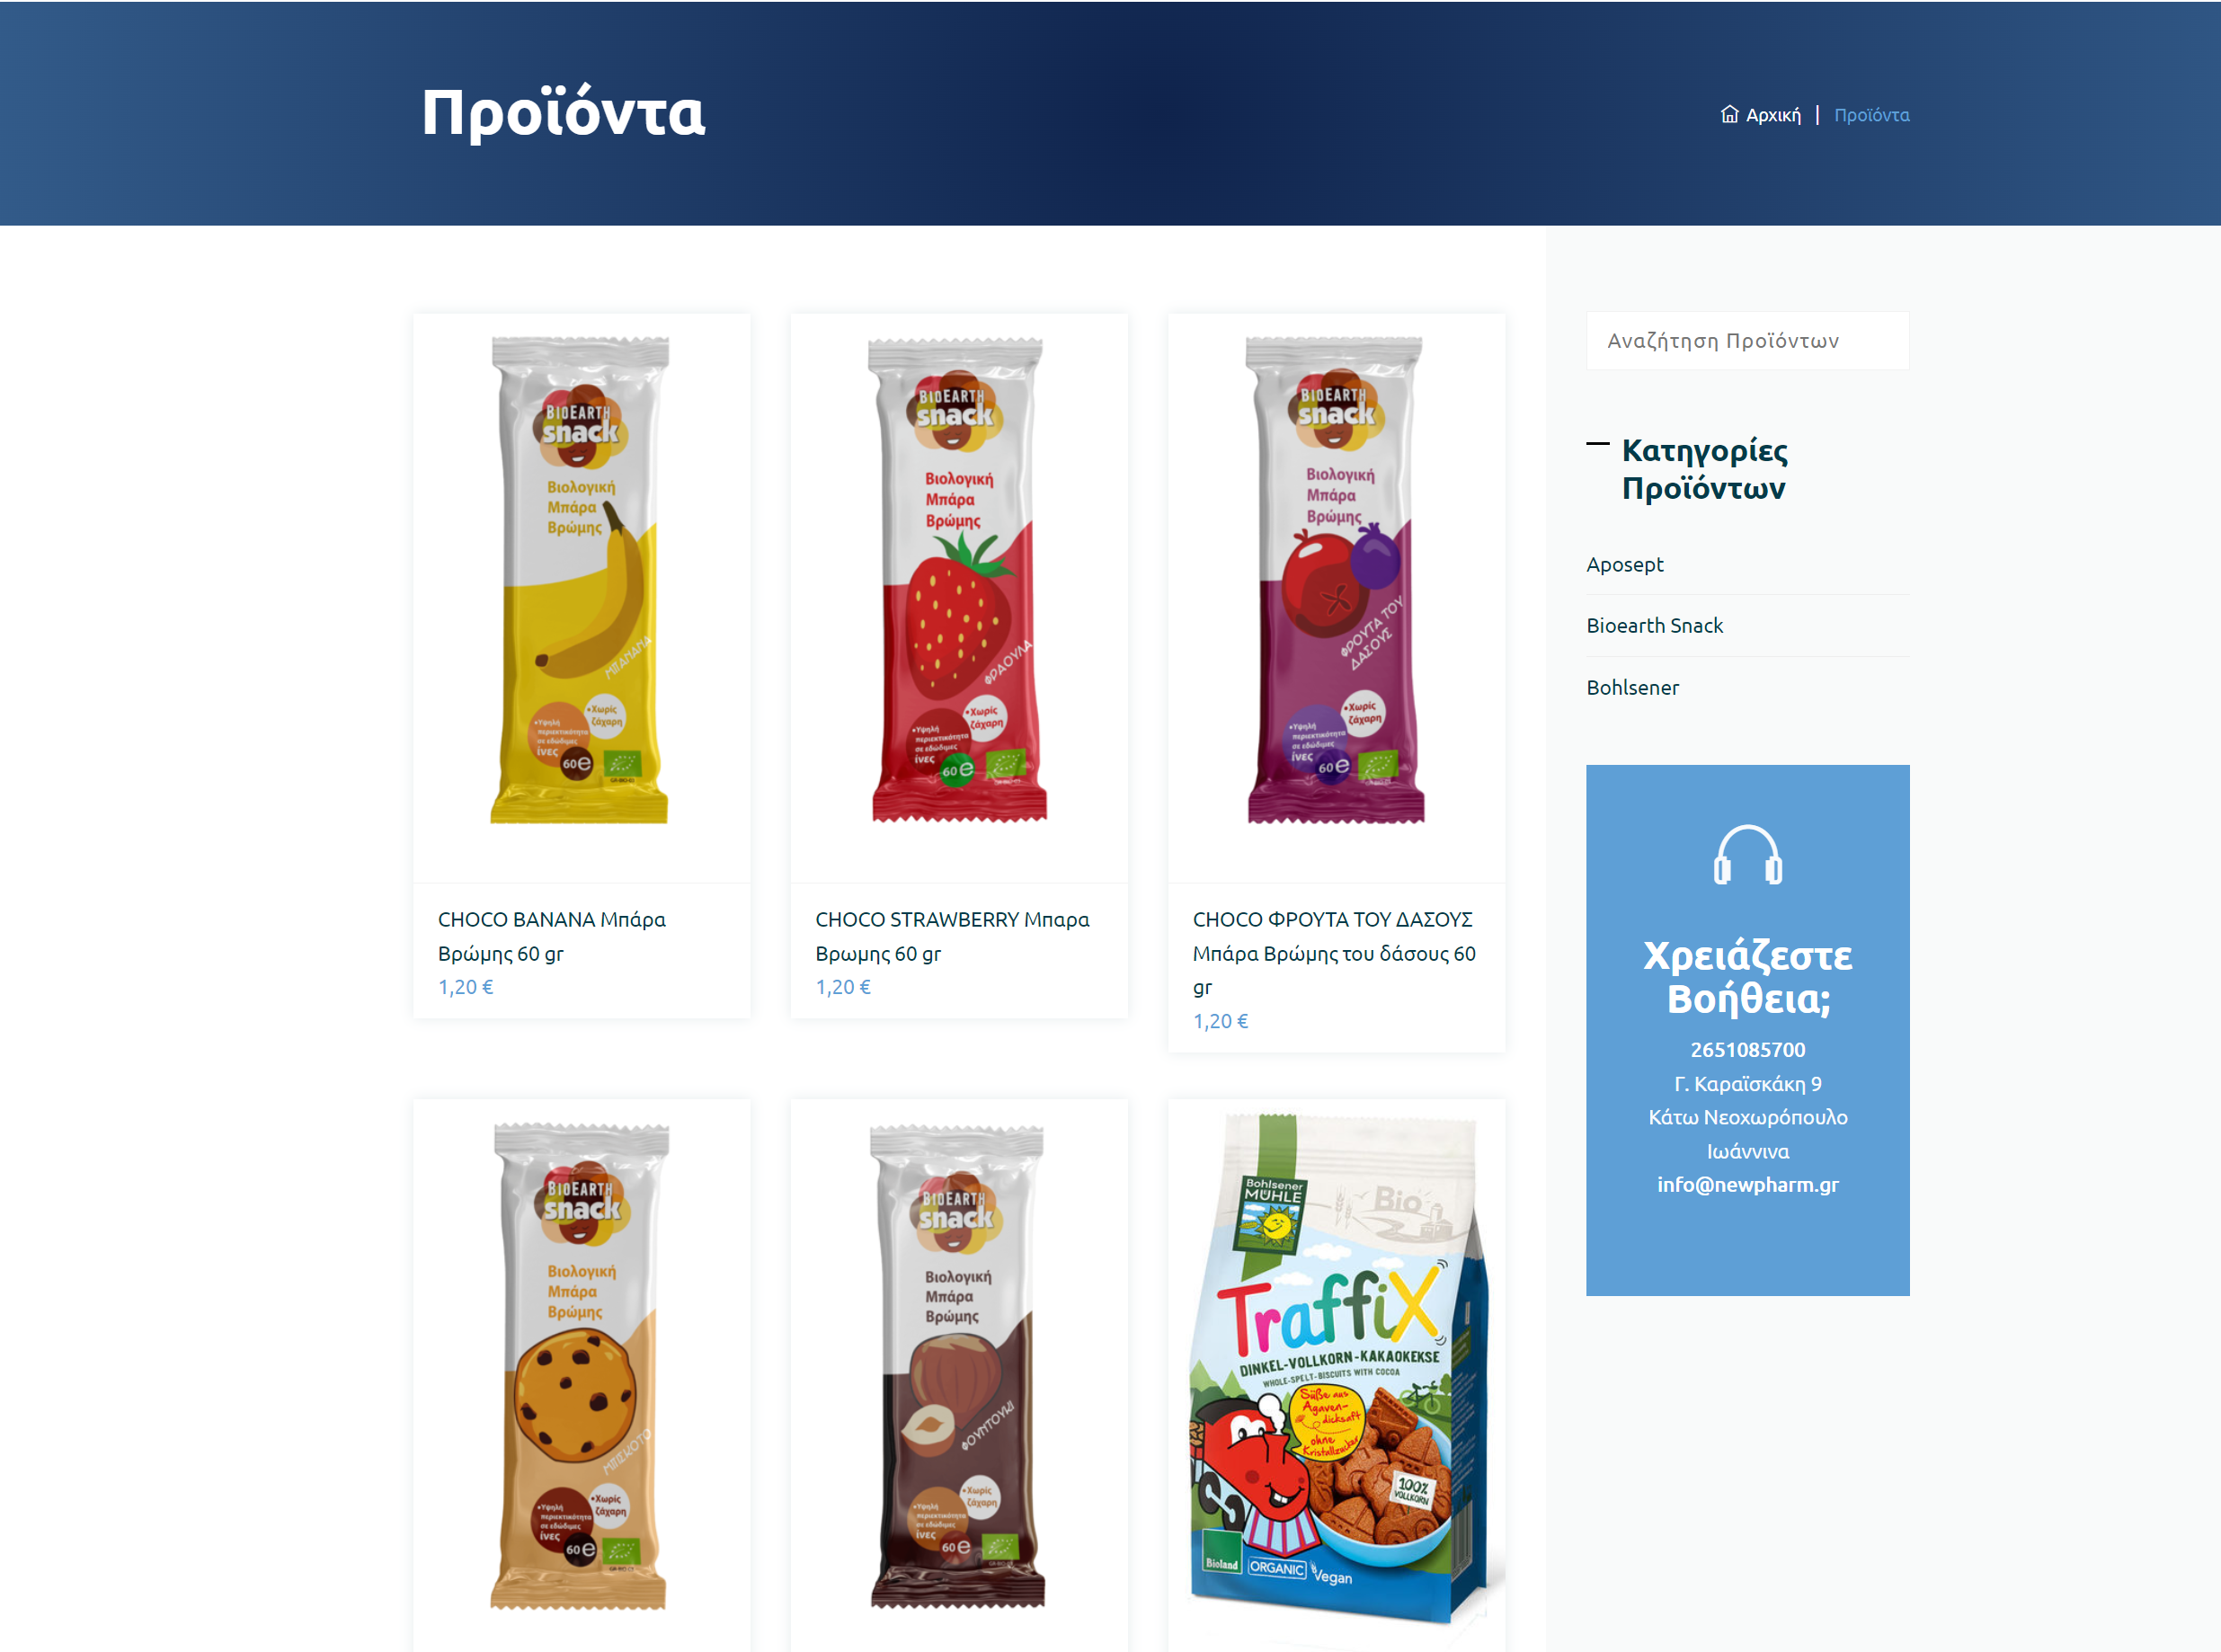 Προϊόντα
Αρχική | Προϊόντα
BIOEARTH
snack
Βιολογική
Μπάρα
Βρώμης
ΜΠΑΝΑΝΑ
•Υψηλή
περιεκτικότητα
σε εδώδιμες
ίνες
•Χωρίς
ζάχαρη
60e
BIOEARTH
snack
Βιολογική
Μπάρα
Βρώμης
ΦΡΑΟΥΛΑ
•Υψηλή
περιεκτικότητα
σε εδώδιμες
ίνες
•Χωρίς
ζάχαρη
60e
BIOEARTH
snack
Βιολογική
Μπάρα
Βρώμης
ΦΡΟΥΤΑ ΤΟΥ
ΔΑΣΟΥΣ
•Υψηλή
περιεκτικότητα
σε εδώδιμες
ίνες
•Χωρίς
ζάχαρη
60e
CHOCO BANANA Μπάρα
Βρώμης 60 gr
1,20 €
CHOCO STRAWBERRY Μπαρα
Βρωμης 60 gr
1,20 €
CHOCO ΦΡΟΥΤΑ ΤΟΥ ΔΑΣΟΥΣ
Μπάρα Βρώμης του δάσους 60
gr
1,20 €
BIOEARTH
snack
Βιολογική
Μπάρα
Βρώμης
ΜΠΙΣΚΟΤΟ
•Υψηλή
περιεκτικότητα
σε εδώδιμες
ίνες
•Χωρίς
ζάχαρη
60e
BIOEARTH
snack
Βιολογική
Μπάρα
Βρώμης
ΦΟΥΝΤΟΥΚΙ
•Υψηλή
περιεκτικότητα
σε εδώδιμες
ίνες
•Χωρίς
ζάχαρη
60e
Bohlsener
MÜHLE
Bio
TraffiX
DINKEL-VOLLKORN-KAKAOKEKSE
WHOLE-SPELT-BISCUITS WITH COCOA
Süße aus
Agaven-
dicksaft
ohne
Kristallzucker
100%
VOLLKORN
Bioland
ORGANIC
Vegan
Αναζήτηση Προϊόντων
Κατηγορίες
Προϊόντων
Aposept
Bioearth Snack
Bohlsener
Χρειάζεστε
Βοήθεια;
2651085700
Γ. Καραϊσκάκη 9
Κάτω Νεοχωρόπουλο
Ιωάννινα
info@newpharm.gr